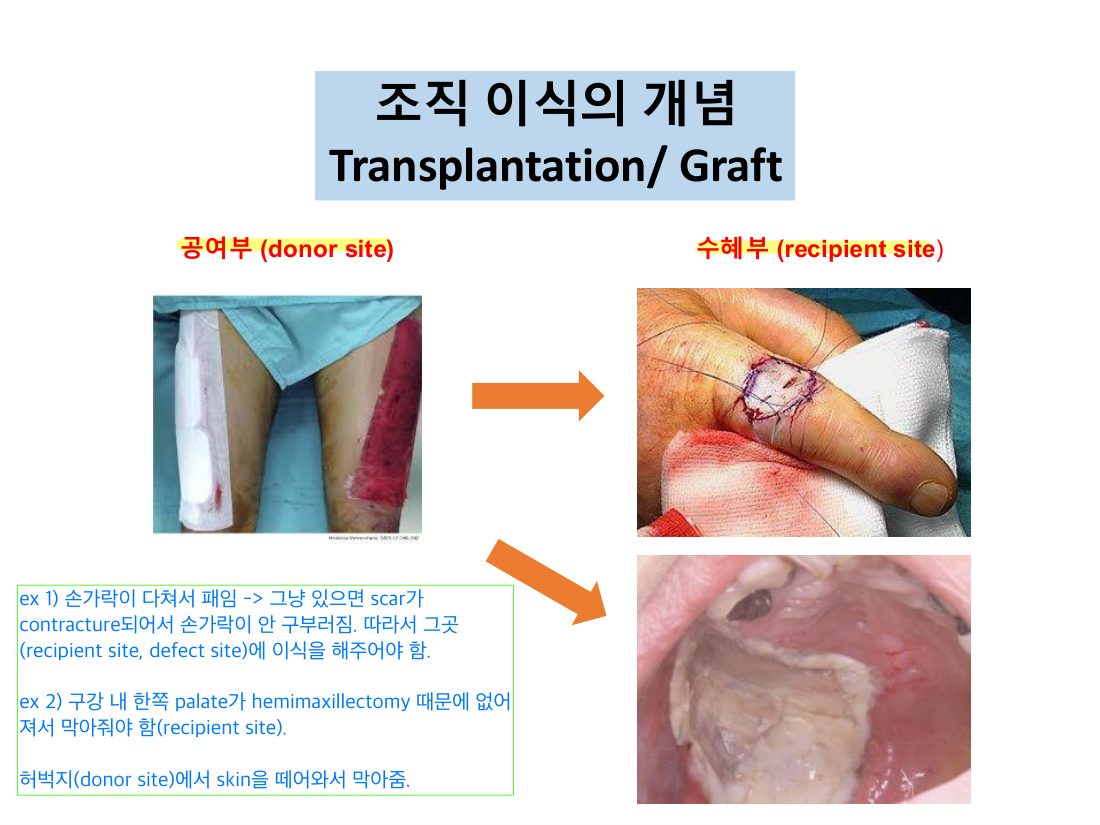 조직 이식의 개념
Transplantation/ Graft
공여부 (donor site)
수혜부 (recipient site)
ex 1) 손가락이 다쳐서 패임 -> 그냥 있으면 scar가
contracture되어서 손가락이 안 구부러짐. 따라서 그곳
(recipient site, defect site)에 이식을 해주어야 함.
ex 2) 구강 내 한쪽 palate가 hemimaxillectomy 때문에 없어
져서 막아줘야 함(recipient site).
허벅지(donor site)에서 skin을 떼어와서 막아줌.